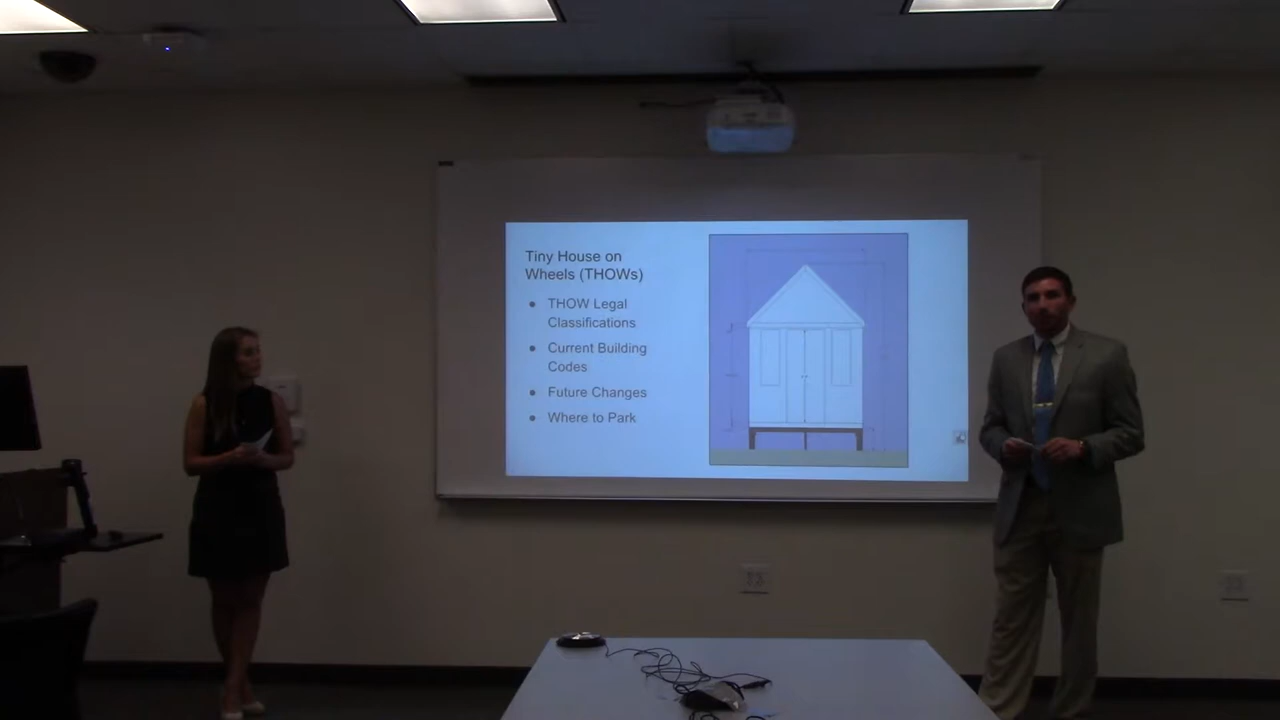 Tiny House on
Wheels (THOWs)
● THOW Legal
Classifications
● Current Building
Codes
● Future Changes
● Where to Park